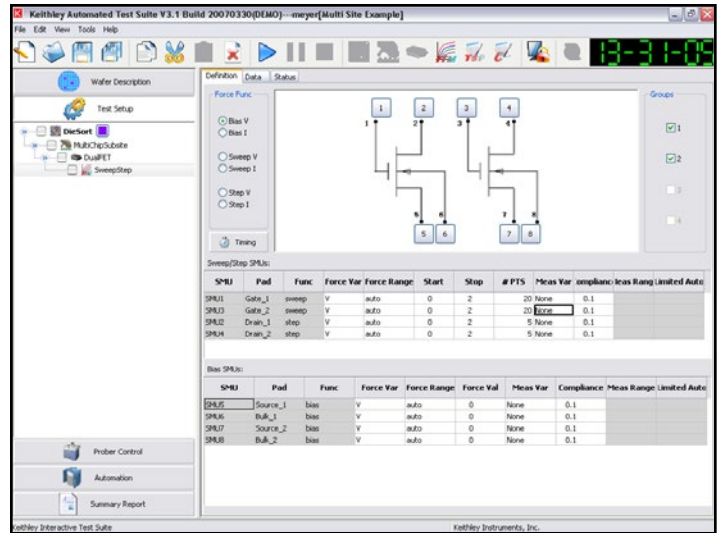 Keithley Automated Test Suite V3.1 Build 20070330(DEMO)---meyer[Multi Site Example]
File Edit View Tools Help
13-31-05
Wafer Description
Test Setup
DieSort
MultiChipSubsite
DualFET
SweepStep
Prober Control
Automation
Summary Report
Definition Data Status
Force Func
Bias V
Bias I
Sweep V
Sweep I
Step V
Step I
Timing
1 2 3 4
1 2 3 4
5 6 7 8
5 6 7 8
Groups
1
2
3
4
Sweep/Step SMUs:
SMU Pad Func Force Var Force Range Start Stop # PTS Meas Var omplianc leas Rang Limited Auto
SMU1 Gate_1 sweep V auto 0 2 20 None 0.1
SMU3 Gate_2 sweep V auto 0 2 20 None 0.1
SMU2 Drain_1 step V auto 0 2 5 None 0.1
SMU4 Drain_2 step V auto 0 2 5 None 0.1
Bias SMUs:
SMU Pad Func Force Var Force Range Force Val Meas Var Compliance Meas Range Limited Auto
SMU5 Source_1 bias V auto 0 None 0.1
SMU6 Bulk_1 bias V auto 0 None 0.1
SMU7 Source_2 bias V auto 0 None 0.1
SMU8 Bulk_2 bias V auto 0 None 0.1
Keithley Interactive Test Suite Keithley Instruments, Inc.